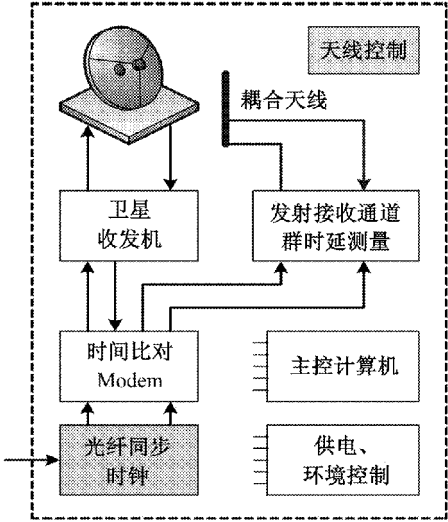 天线控制
耦合天线
卫星
收发机
发射接收通道
群时延测量
时间比对
Modem
主控计算机
光纤同步
时钟
供电、
环境控制